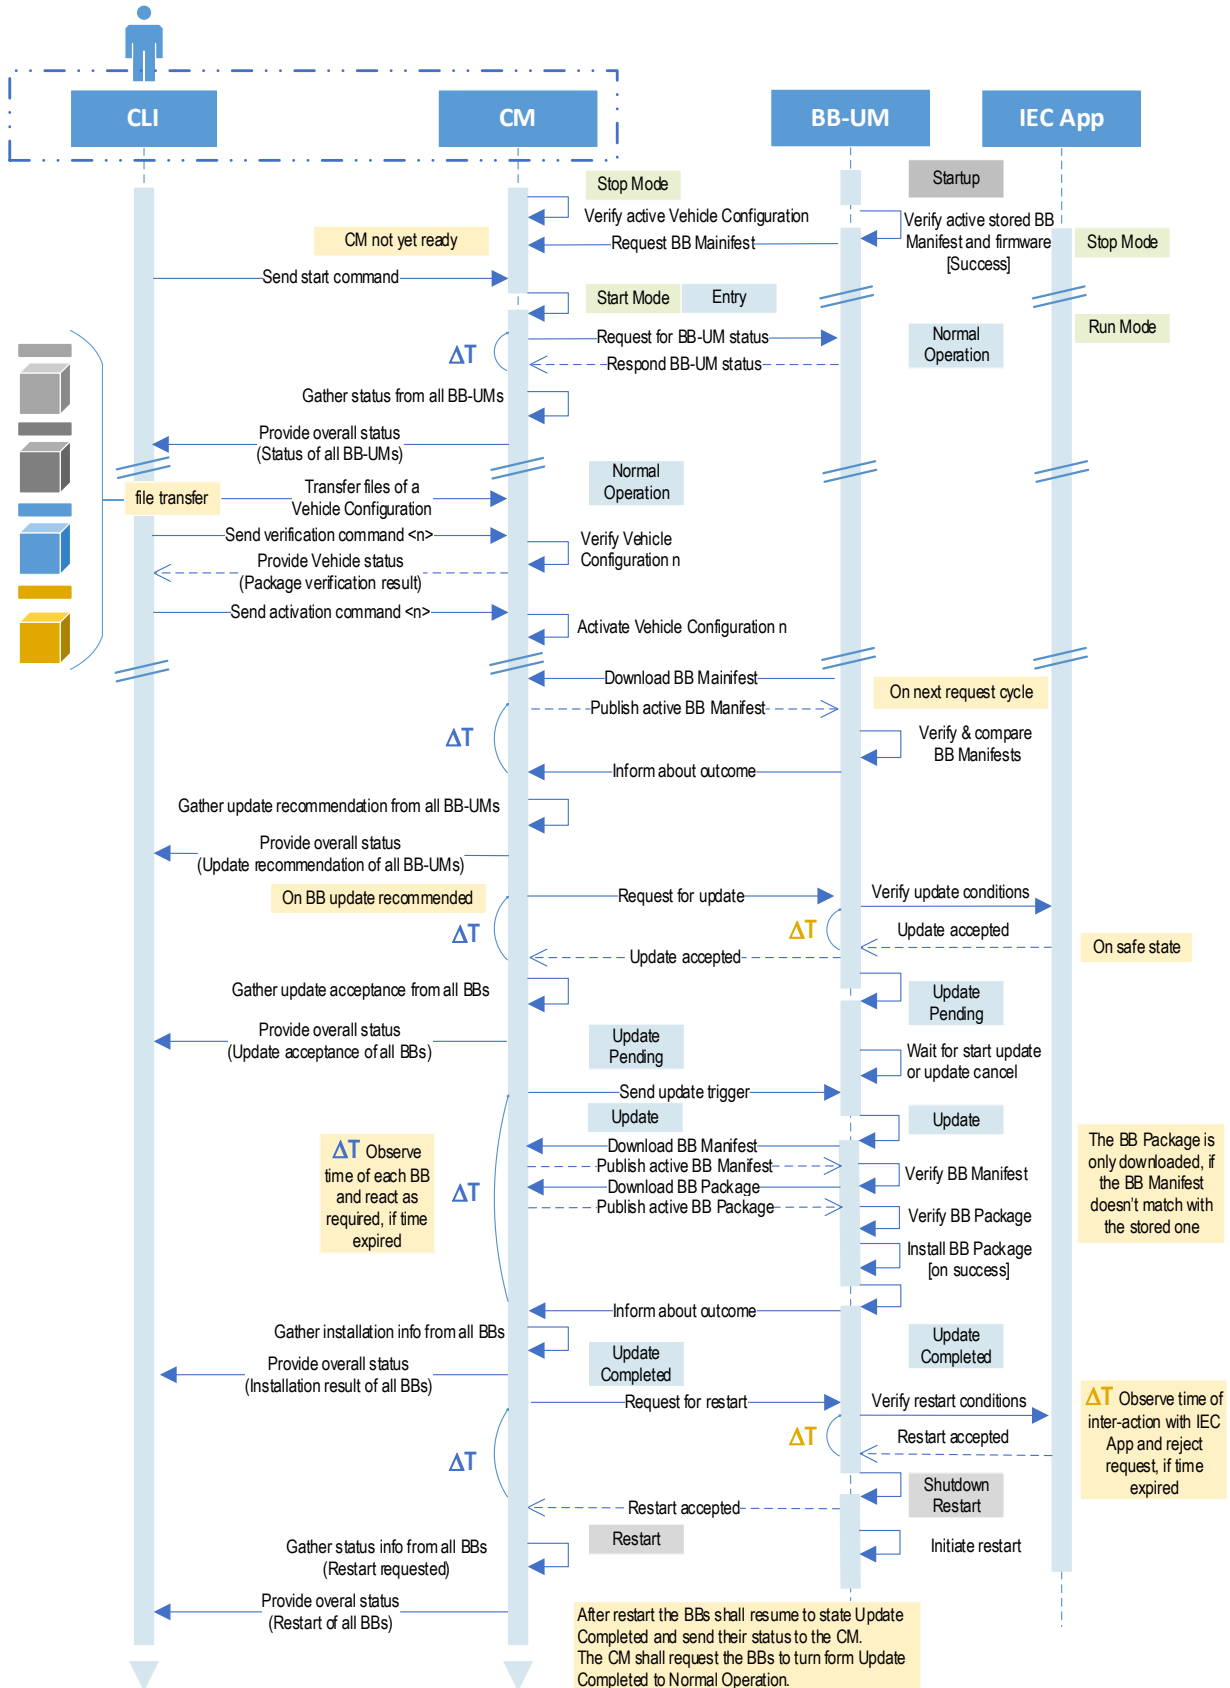 CLI
CM
BB-UM
IEC App
Stop Mode
Startup
Verify active Vehicle Configuration
Verify active stored BB
Manifest and firmware
[Success]
CM not yet ready
Request BB Mainifest
Stop Mode
Send start command
Start Mode
Entry
Run Mode
Request for BB-UM status
Normal
Operation
ΔT
Respond BB-UM status
Gather status from all BB-UMs
Provide overall status
(Status of all BB-UMs)
Normal
Operation
file transfer
Transfer files of a
Vehicle Configuration
Send verification command <n>
Verify Vehicle
Configuration n
Provide Vehicle status
(Package verification result)
Send activation command <n>
Activate Vehicle Configuration n
Download BB Mainifest
On next request cycle
Publish active BB Manifest
ΔT
Verify & compare
BB Manifests
Inform about outcome
Gather update recommendation from all BB-UMs
Provide overall status
(Update recommendation of all BB-UMs)
On BB update recommended
Request for update
Verify update conditions
ΔT
ΔT
Update accepted
On safe state
Update accepted
Gather update acceptance from all BBs
Update
Pending
Provide overall status
(Update acceptance of all BBs)
Update
Pending
Wait for start update
or update cancel
Send update trigger
Update
Update
ΔT Observe
time of each BB
and react as
required, if time
expired
ΔT
Download BB Manifest
Publish active BB Manifest
Verify BB Manifest
Download BB Package
Publish active BB Package
Verify BB Package
The BB Package is
only downloaded, if
the BB Manifest
doesn't match with
the stored one
Install BB Package
[on success]
Inform about outcome
Gather installation info from all BBs
Update
Completed
Update
Completed
Provide overall status
(Installation result of all BBs)
Request for restart
Verify restart conditions
ΔT
ΔT
Restart accepted
ΔT Observe time of
inter-action with IEC
App and reject
request, if time
expired
Shutdown
Restart
Restart accepted
Restart
Gather status info from all BBs
(Restart requested)
Initiate restart
Provide overal status
(Restart of all BBs)
After restart the BBs shall resume to state Update
Completed and send their status to the CM.
The CM shall request the BBs to turn form Update
Completed to Normal Operation.